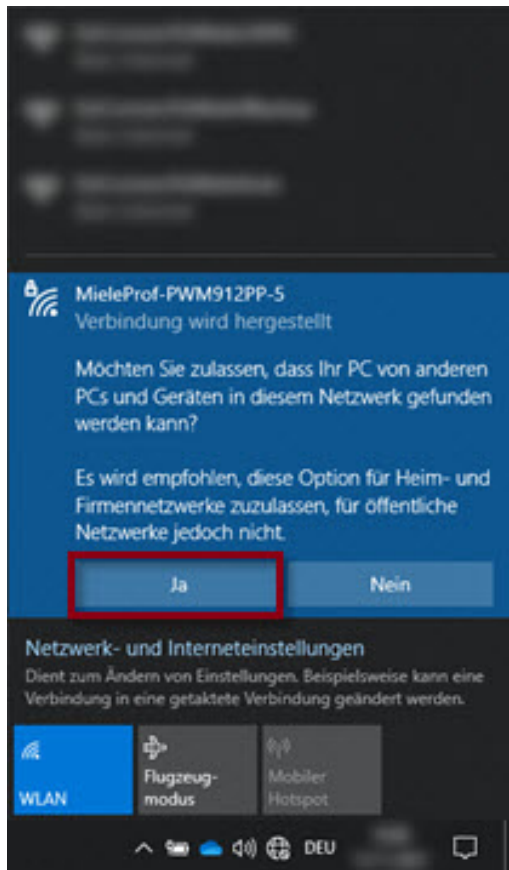 MieleProf-PWM912PP-5
Verbindung wird hergestellt
Möchten Sie zulassen, dass Ihr PC von anderen
PCs und Geräten in diesem Netzwerk gefunden
werden kann?
Es wird empfohlen, diese Option für Heim- und
Firmennetzwerke zuzulassen, für öffentliche
Netzwerke jedoch nicht.
Ja Nein
Netzwerk- und Interneteinstellungen
Dient zum Ändern von Einstellungen. Beispielsweise kann eine
Verbindung in eine getaktete Verbindung geändert werden.
WLAN
Flugzeug-
modus
Mobiler
Hotspot
DEU